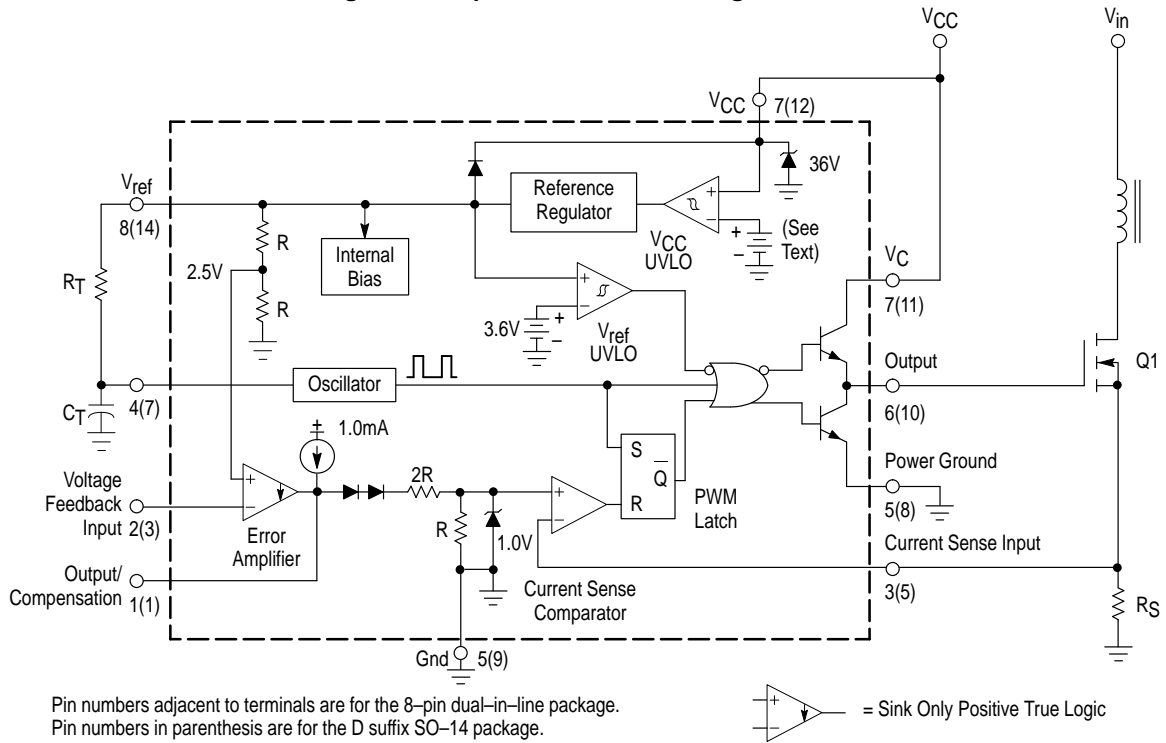 VCC
Vin
VCC 7(12)
36V
Vref
8(14)
Reference
Regulator
+
−
VCC
UVLO
+
−
(See
Text)
R
Internal
Bias
2.5V
R
RT
+
−
3.6V
+
−
Vref
UVLO
VC
7(11)
Output
6(10)
Q1
Oscillator
CT
4(7)
+
1.0mA
S
Q
R
PWM
Latch
Power Ground
5(8)
Voltage
Feedback
Input 2(3)
+
−
Error
Amplifier
2R
R
1.0V
+
−
Current Sense
Comparator
Current Sense Input
3(5)
RS
Output/
Compensation 1(1)
Gnd 5(9)
Pin numbers adjacent to terminals are for the 8–pin dual–in–line package.
Pin numbers in parenthesis are for the D suffix SO–14 package.
+
−
= Sink Only Positive True Logic